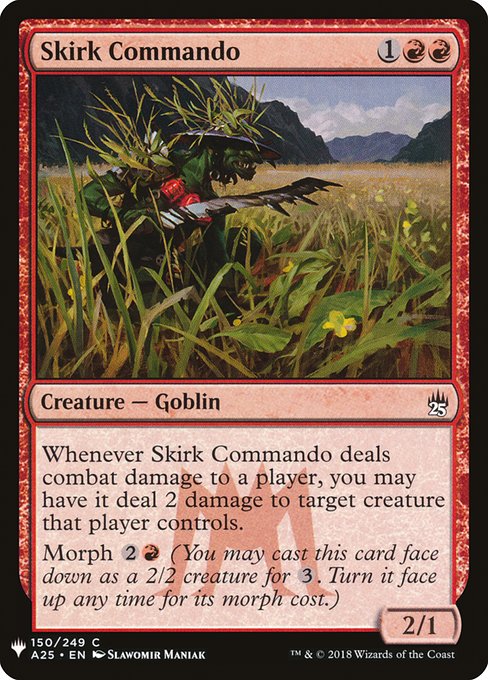 Skirk Commando 1
Creature — Goblin
25
Whenever Skirk Commando deals
combat damage to a player, you may
have it deal 2 damage to target creature
that player controls.
Morph 2 (You may cast this card face
down as a 2/2 creature for 3. Turn it face
up any time for its morph cost.)
2/1
150/249 C
A25 • EN Slawomir Maniak
™ & © 2018 Wizards of the Coast